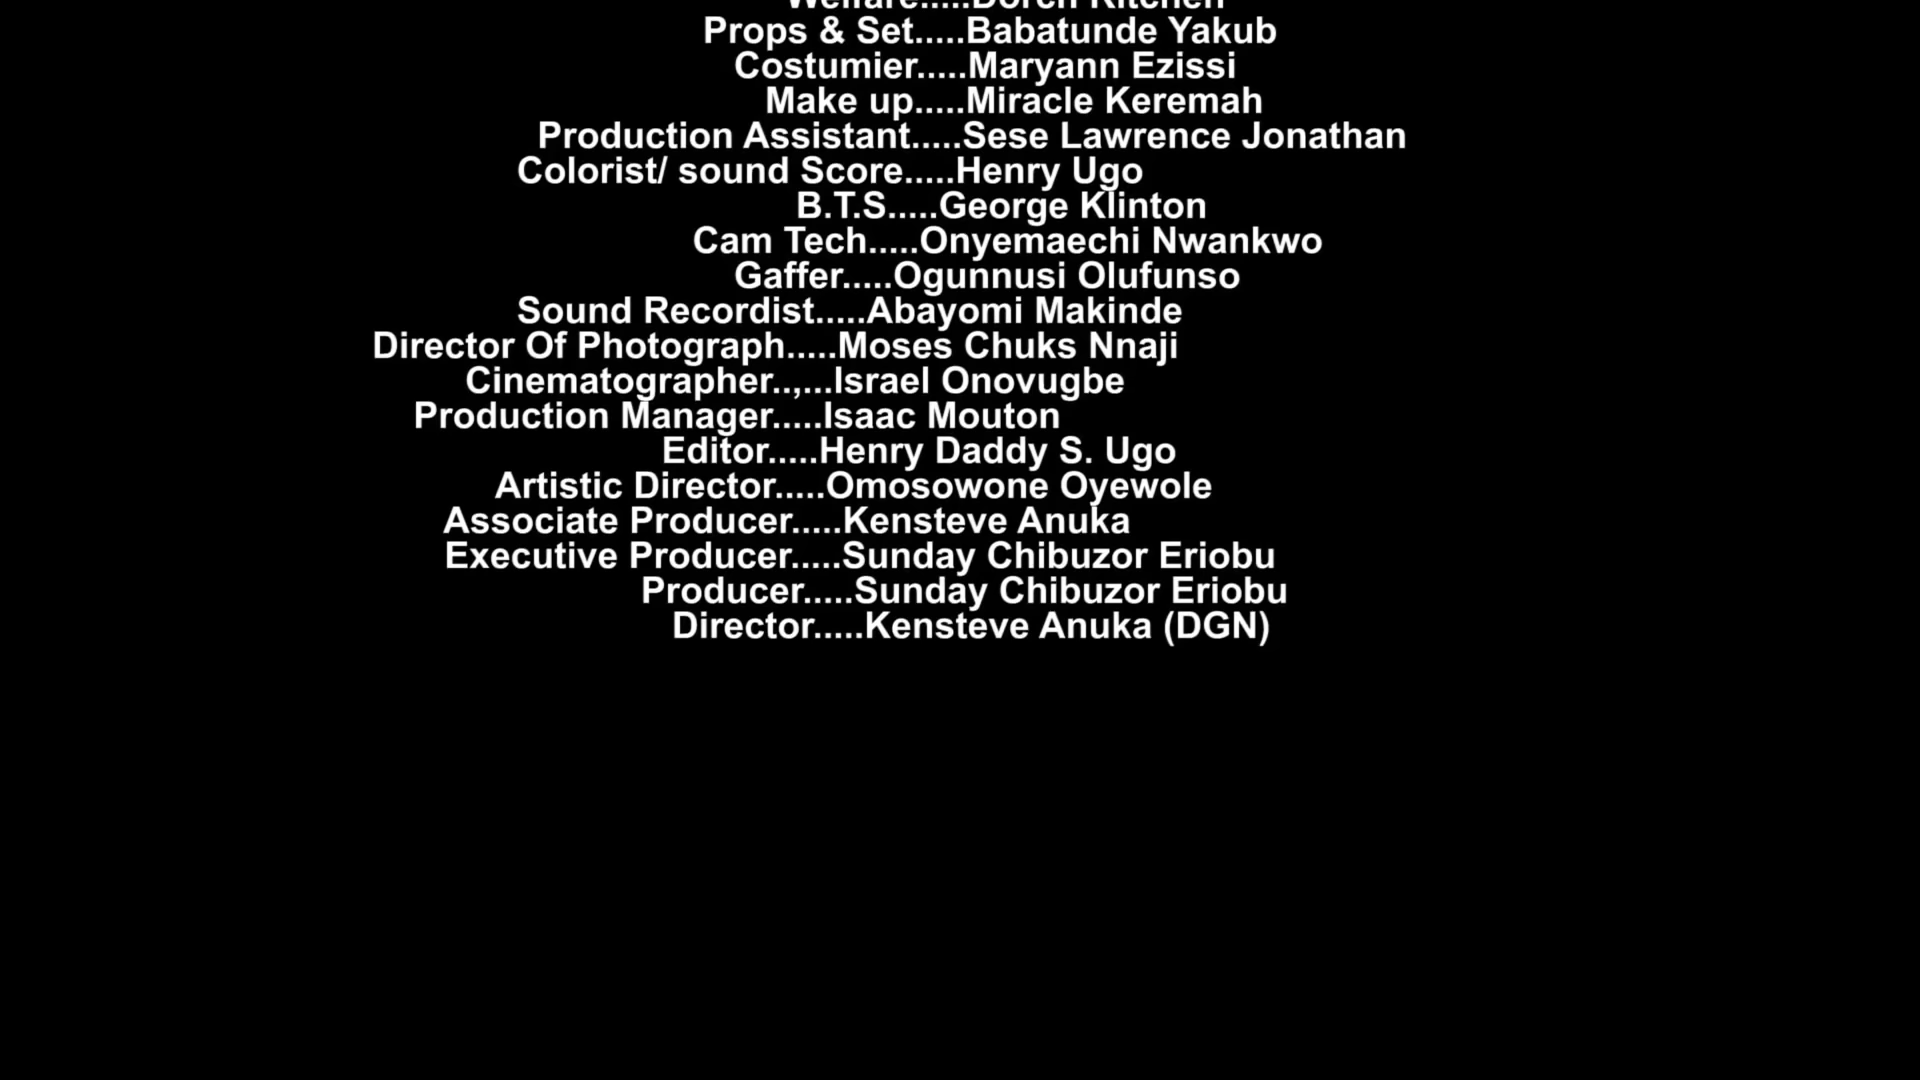 Welfare.....Dorch Kitchen
Props & Set.....Babatunde Yakub
Costumier.....Maryann Ezissi
Make up.....Miracle Keremah
Production Assistant.....Sese Lawrence Jonathan
Colorist/ sound Score.....Henry Ugo
B.T.S.....George Klinton
Cam Tech.....Onyemaechi Nwankwo
Gaffer.....Ogunnusi Olufunso
Sound Recordist.....Abayomi Makinde
Director Of Photograph.....Moses Chuks Nnaji
Cinematographer..,...Israel Onovugbe
Production Manager.....Isaac Mouton
Editor.....Henry Daddy S. Ugo
Artistic Director.....Omosowone Oyewole
Associate Producer.....Kensteve Anuka
Executive Producer.....Sunday Chibuzor Eriobu
Producer.....Sunday Chibuzor Eriobu
Director.....Kensteve Anuka (DGN)